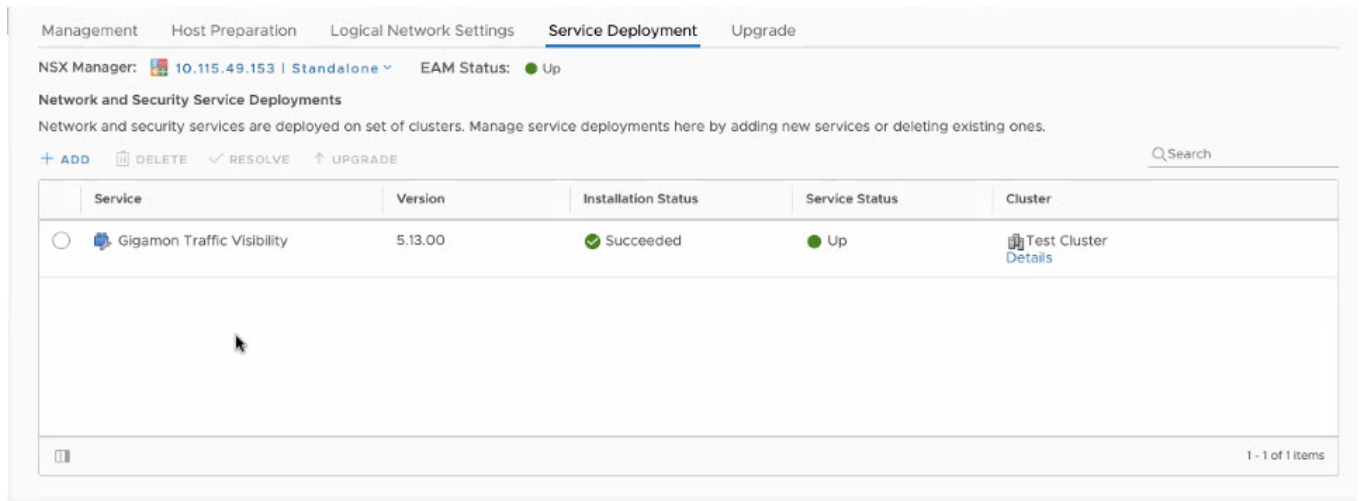 Management Host Preparation Logical Network Settings Service Deployment Upgrade
NSX Manager: 10.115.49.153 | Standalone EAM Status: Up
Network and Security Service Deployments
Network and security services are deployed on set of clusters. Manage service deployments here by adding new services or deleting existing ones.
+ ADD DELETE RESOLVE UPGRADE Search
Service Version Installation Status Service Status Cluster
Gigamon Traffic Visibility 5.13.00 Succeeded Up Test Cluster
Details
1 - 1 of 1 items